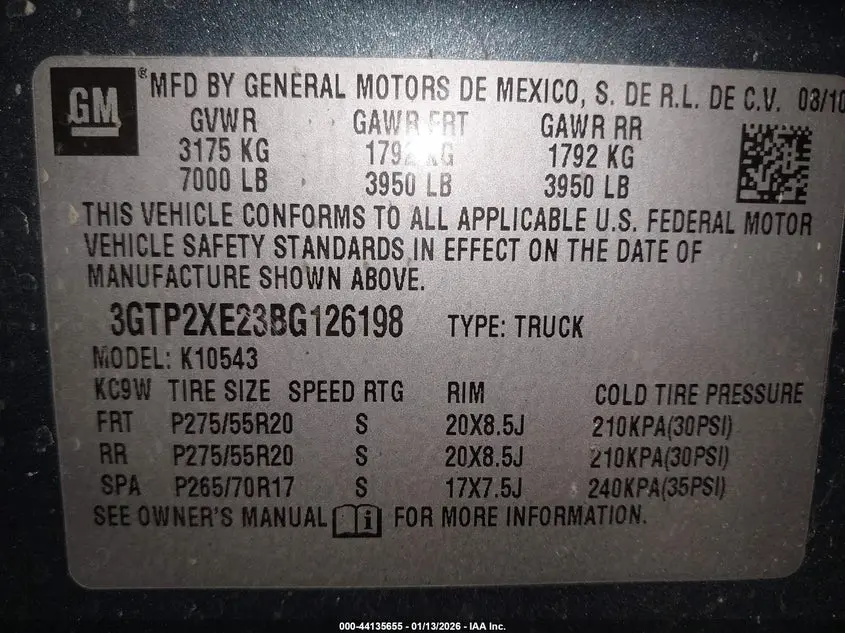 GM ® MFD BY GENERAL MOTORS DE MEXICO, S. DE R.L. DE C.V. 03/10
GVWR GAWR FRT GAWR RR
3175 KG 1792 KG 1792 KG
7000 LB 3950 LB 3950 LB
THIS VEHICLE CONFORMS TO ALL APPLICABLE U.S. FEDERAL MOTOR
VEHICLE SAFETY STANDARDS IN EFFECT ON THE DATE OF
MANUFACTURE SHOWN ABOVE.
3GTP2XE23BG126198 TYPE: TRUCK
MODEL: K10543
KC9W TIRE SIZE SPEED RTG RIM COLD TIRE PRESSURE
FRT P275/55R20 S 20X8.5J 210KPA(30PSI)
RR P275/55R20 S 20X8.5J 210KPA(30PSI)
SPA P265/70R17 S 17X7.5J 240KPA(35PSI)
SEE OWNER'S MANUAL i FOR MORE INFORMATION.
000-44135655 - 01/13/2026 - IAA Inc.